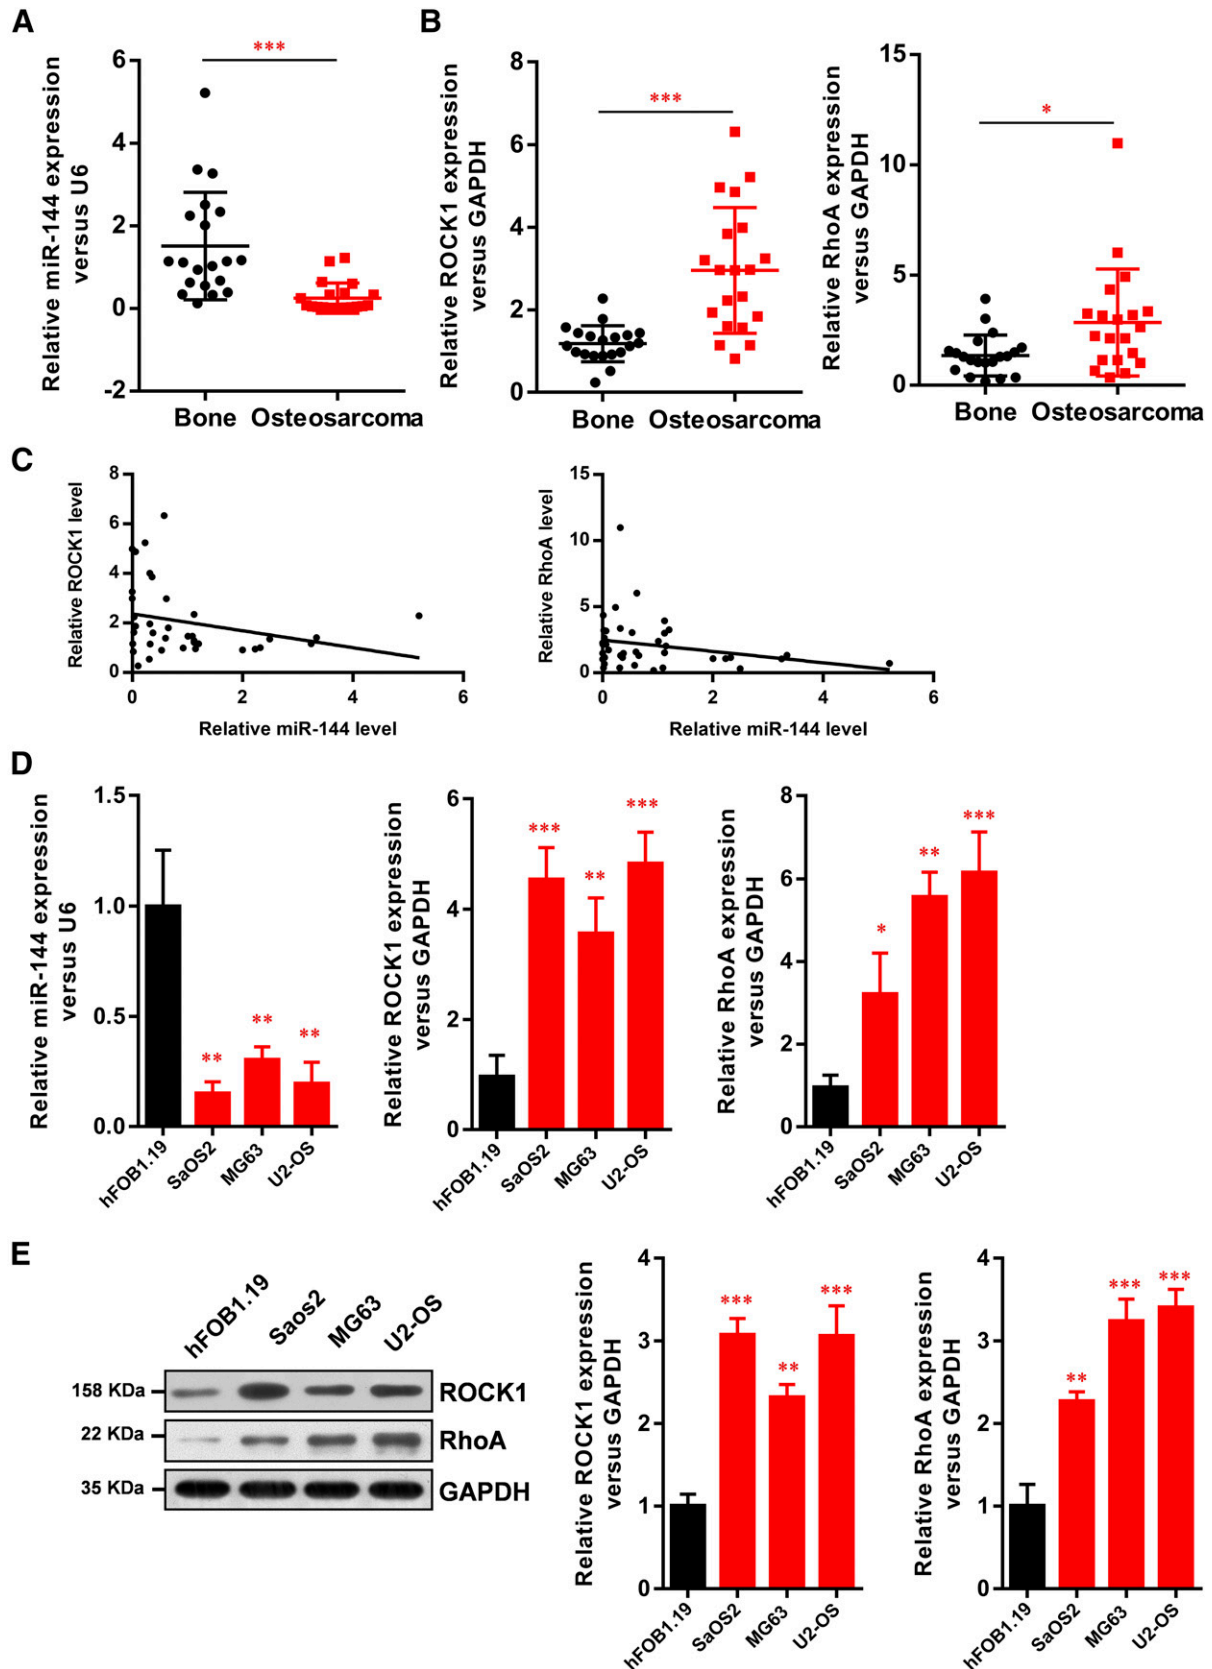 A
Relative miR-144 expression
versus U6
6
4
2
0
-2
***
Bone
Osteosarcoma
B
Relative ROCK1 expression
versus GAPDH
8
6
4
2
0
***
Bone
Osteosarcoma
Relative RhoA expression
versus GAPDH
15
10
5
0
*
Bone
Osteosarcoma
C
Relative ROCK1 level
8
6
4
2
0
0
2
4
6
Relative miR-144 level
Relative RhoA level
15
10
5
0
0
2
4
6
Relative miR-144 level
D
Relative miR-144 expression
versus U6
1.5
1.0
0.5
0.0
**
**
**
hFOB1.19
SaOS2
MG63
U2-OS
Relative ROCK1 expression
versus GAPDH
6
4
2
0
***
**
***
hFOB1.19
SaOS2
MG63
U2-OS
Relative RhoA expression
versus GAPDH
8
6
4
2
0
*
**
***
hFOB1.19
SaOS2
MG63
U2-OS
E
hFOB1.19
Saos2
MG63
U2-OS
158 KDa
ROCK1
22 KDa
RhoA
35 KDa
GAPDH
Relative ROCK1 expression
versus GAPDH
4
3
2
1
0
***
**
***
hFOB1.19
SaOS2
MG63
U2-OS
Relative RhoA expression
versus GAPDH
4
3
2
1
0
**
***
***
hFOB1.19
SaOS2
MG63
U2-OS